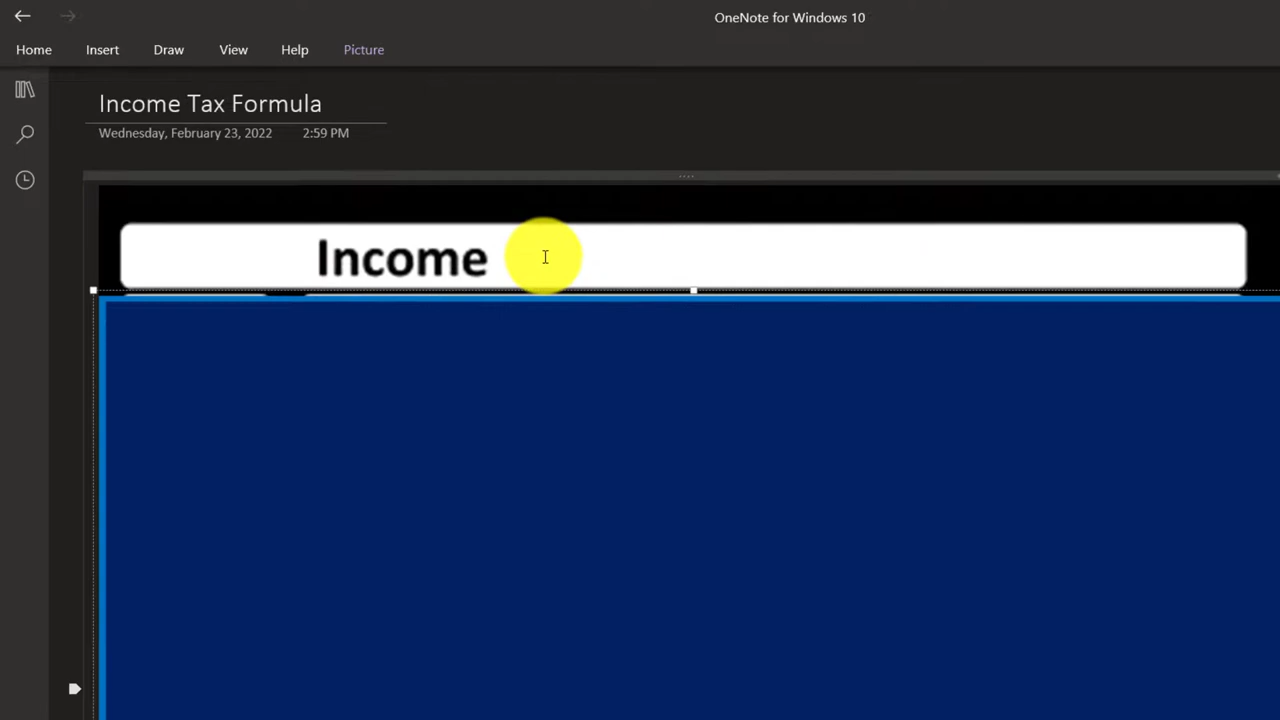 OneNote for Windows 10
Home Insert Draw View Help Picture
Income Tax Formula
Wednesday, February 23, 2022 2:59 PM
Income